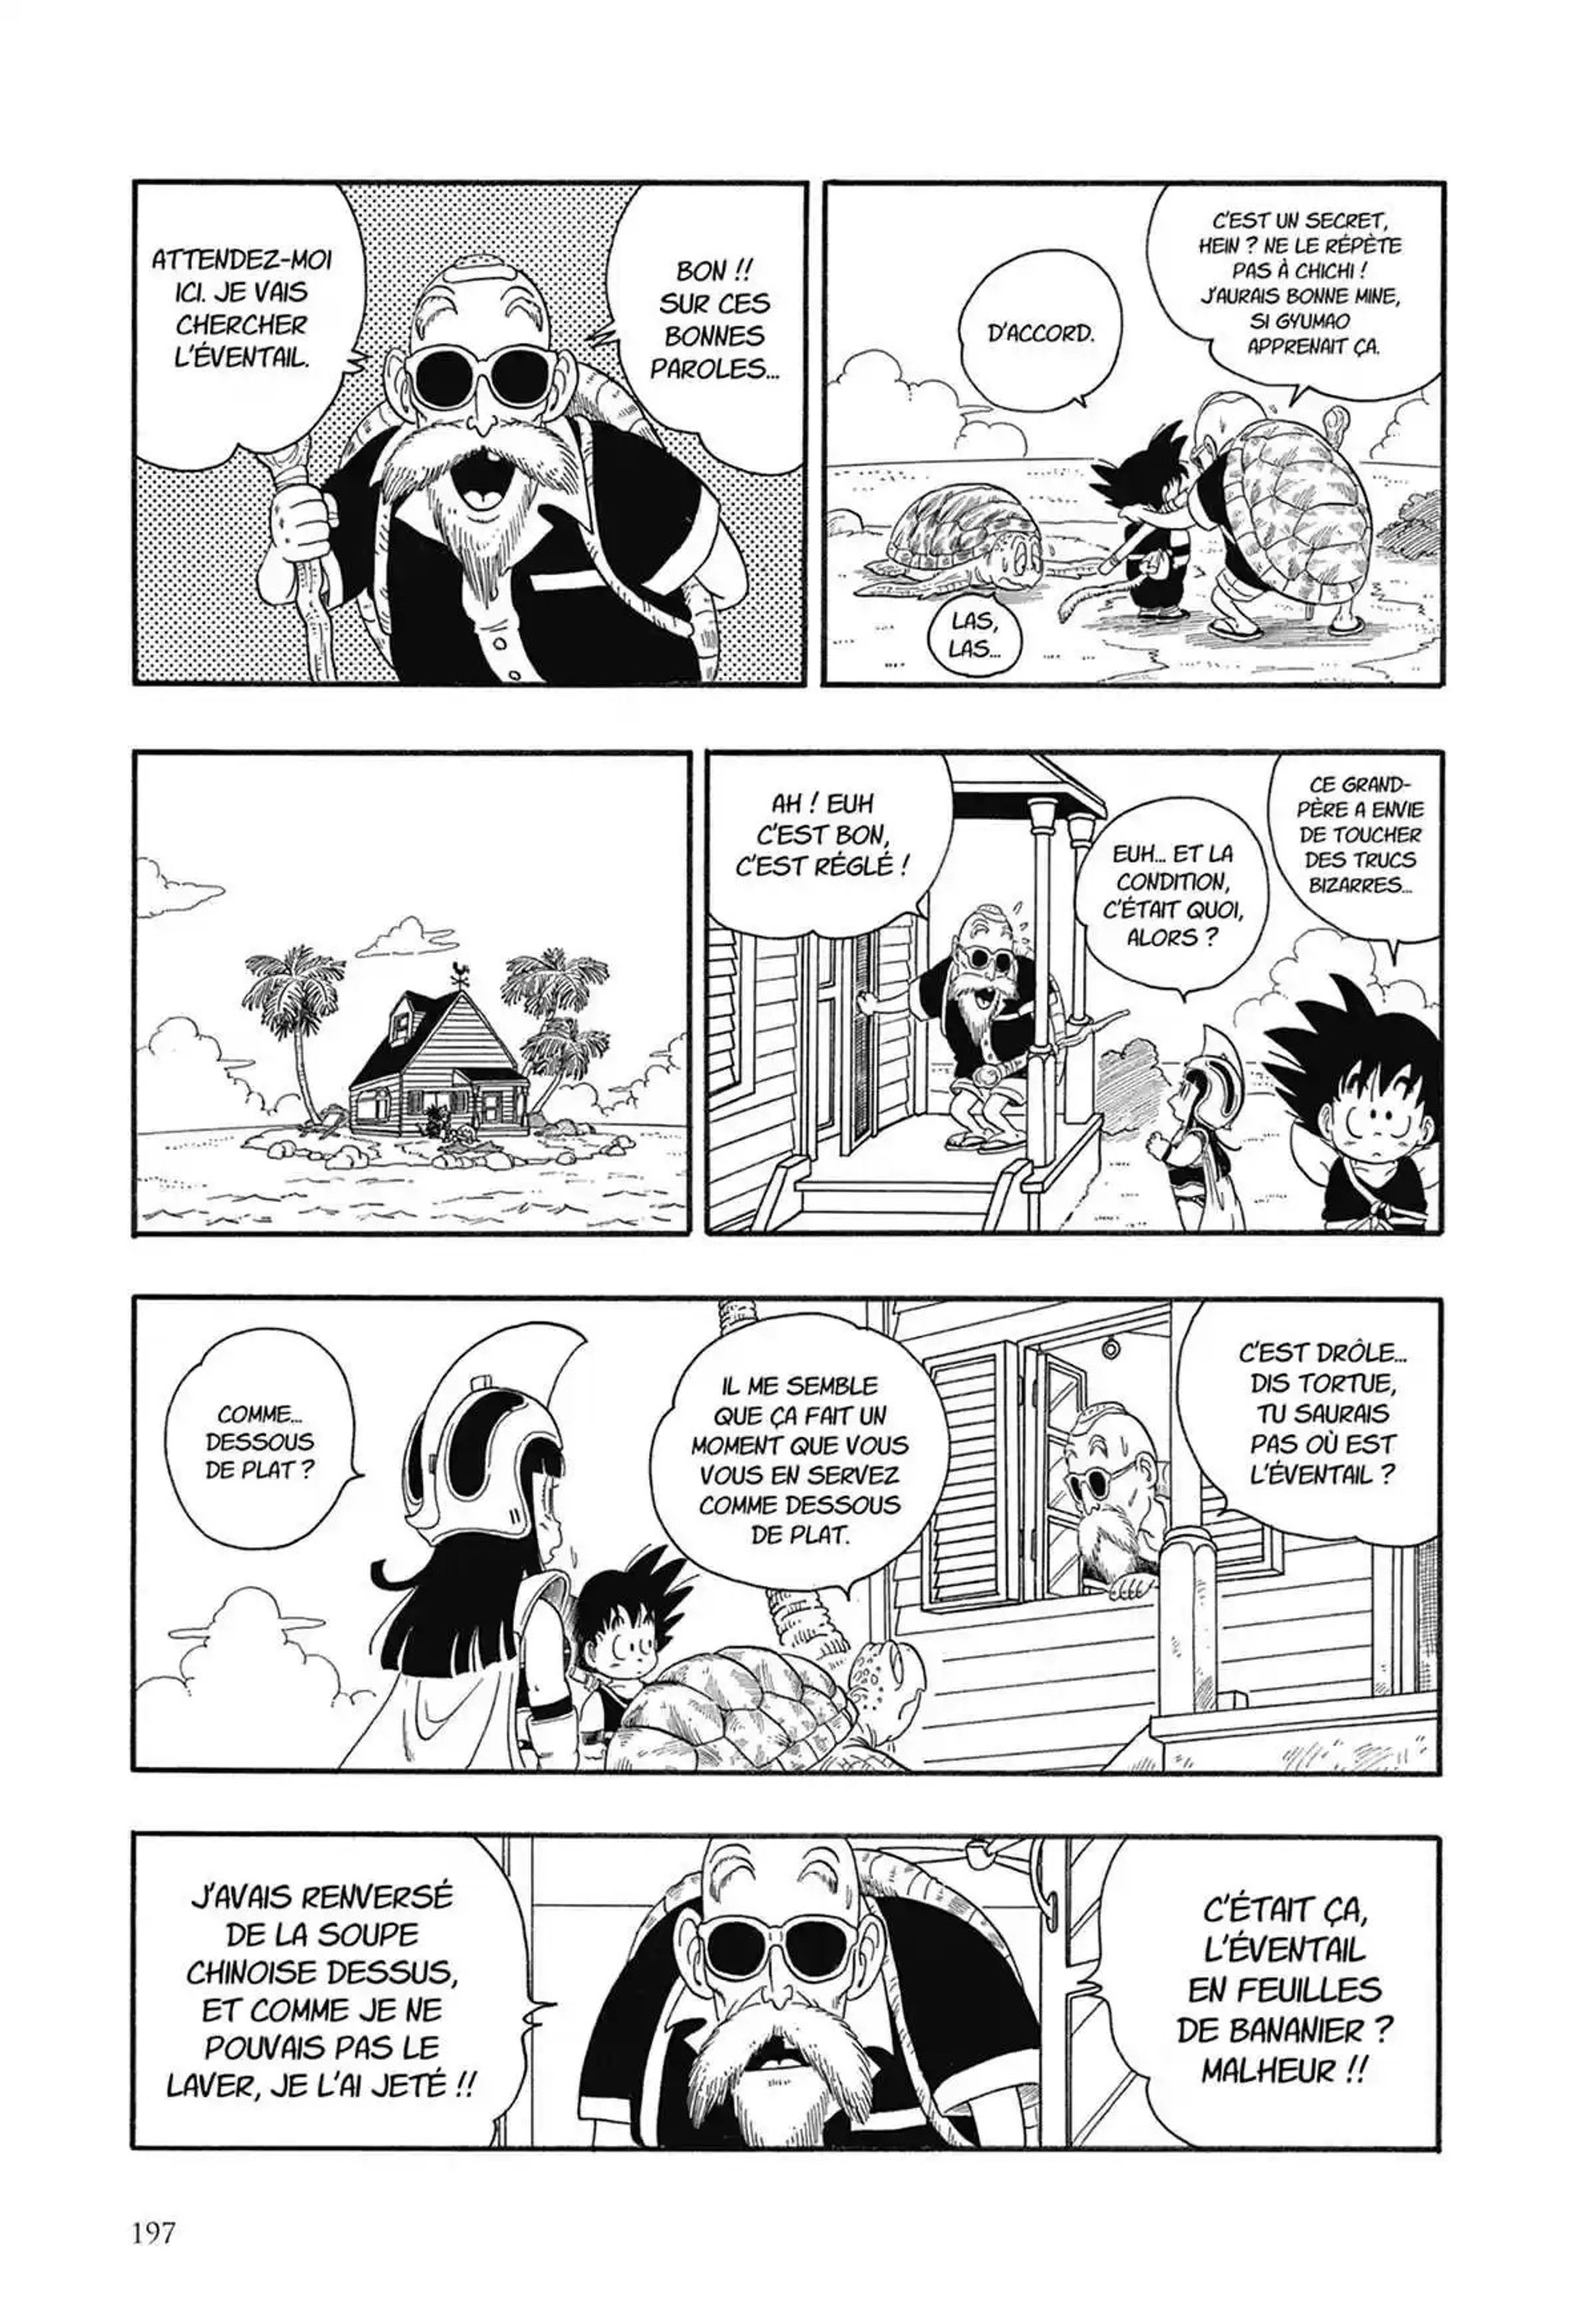 C'EST UN SECRET,
HEIN ? NE LE RÉPÈTE
PAS À CHICHI !
J'AURAIS BONNE MINE,
SI GYUMAO
APPRENAIT ÇA.
D'ACCORD.
LAS,
LAS...
BON !!
SUR CES
BONNES
PAROLES...
ATTENDEZ-MOI
ICI. JE VAIS
CHERCHER
L'ÉVENTAIL.
CE GRAND-
PÈRE A ENVIE
DE TOUCHER
DES TRUCS
BIZARRES...
EUH... ET LA
CONDITION,
C'ÉTAIT QUOI,
ALORS ?
AH ! EUH
C'EST BON,
C'EST RÉGLÉ !
C'EST DRÔLE...
DIS TORTUE,
TU SAURAIS
PAS OÙ EST
L'ÉVENTAIL ?
IL ME SEMBLE
QUE ÇA FAIT UN
MOMENT QUE VOUS
VOUS EN SERVEZ
COMME DESSOUS
DE PLAT.
COMME...
DESSOUS
DE PLAT ?
C'ÉTAIT ÇA,
L'ÉVENTAIL
EN FEUILLES
DE BANANIER ?
MALHEUR !!
J'AVAIS RENVERSÉ
DE LA SOUPE
CHINOISE DESSUS,
ET COMME JE NE
POUVAIS PAS LE
LAVER, JE L'AI JETÉ !!
197